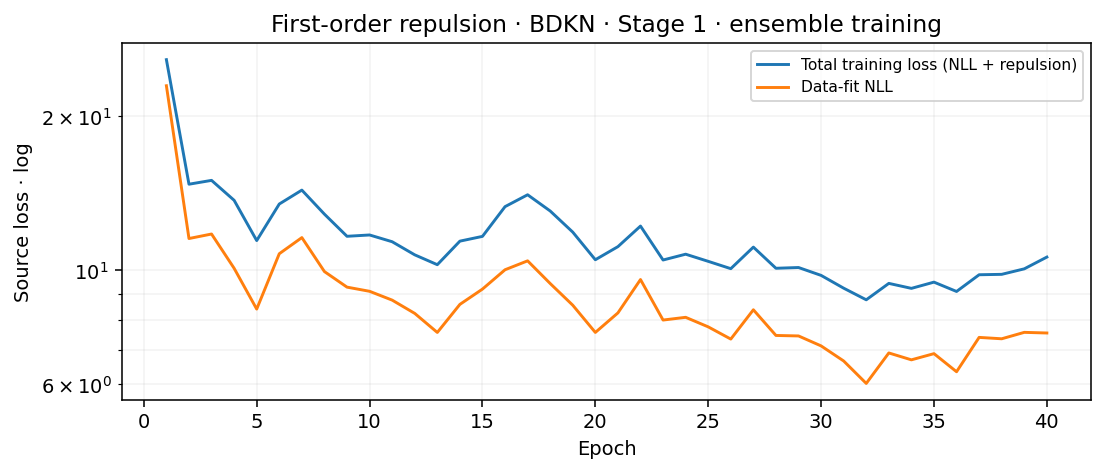 First-order repulsion · BDKN · Stage 1 · ensemble training
Total training loss (NLL + repulsion)
Data-fit NLL
Source loss · log
2 × 10¹
10¹
6 × 10⁰
0 5 10 15 20 25 30 35 40
Epoch